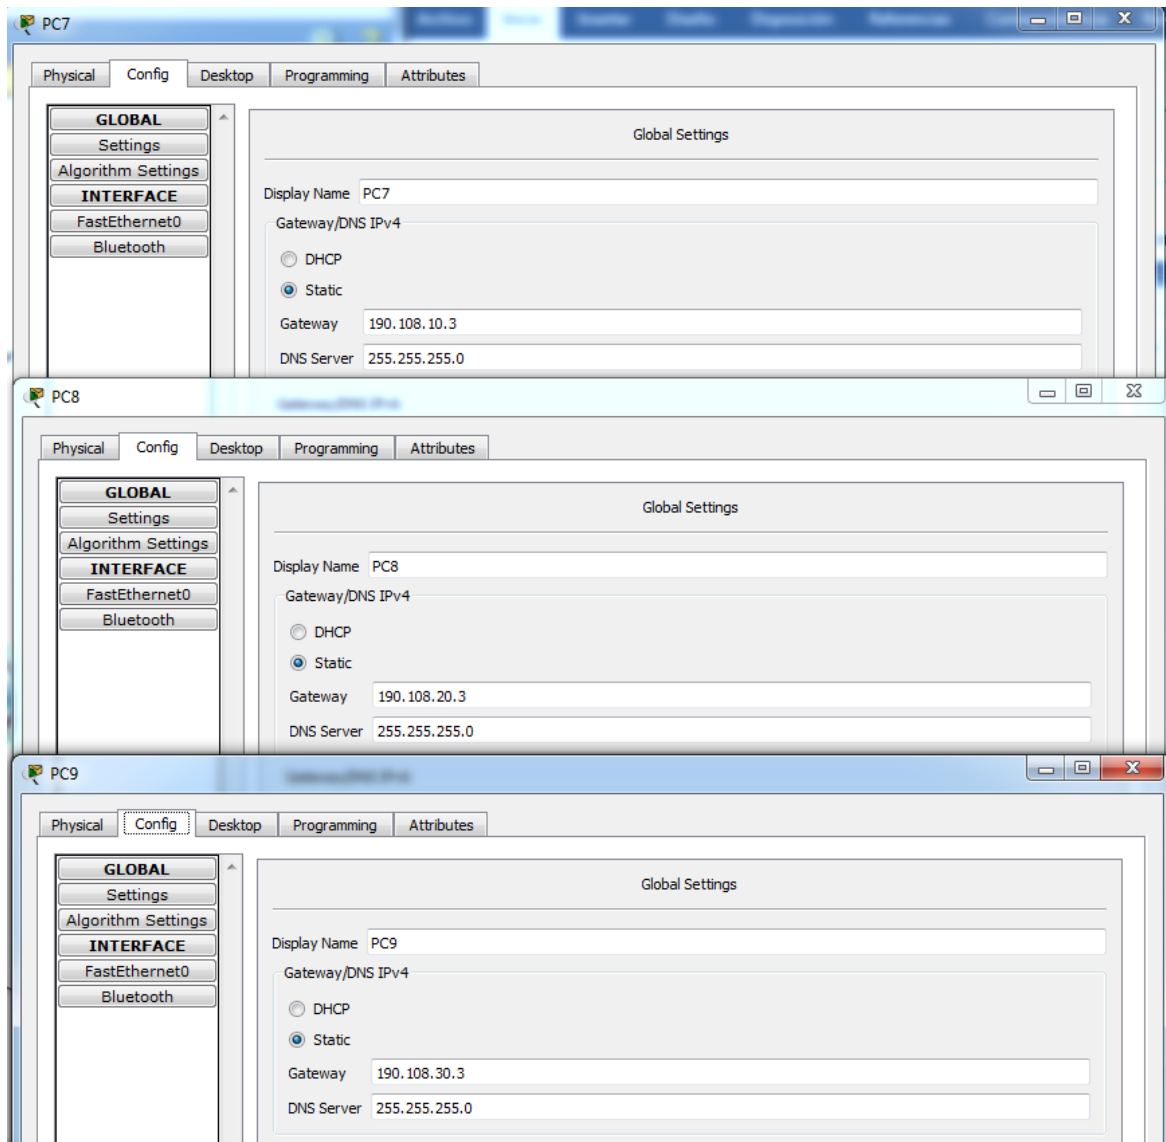 PC7
Physical Config Desktop Programming Attributes
GLOBAL
Settings
Algorithm Settings
INTERFACE
FastEthernet0
Bluetooth
Global Settings
Display Name PC7
Gateway/DNS IPv4
DHCP
Static
Gateway 190.108.10.3
DNS Server 255.255.255.0
PC8
Physical Config Desktop Programming Attributes
GLOBAL
Settings
Algorithm Settings
INTERFACE
FastEthernet0
Bluetooth
Global Settings
Display Name PC8
Gateway/DNS IPv4
DHCP
Static
Gateway 190.108.20.3
DNS Server 255.255.255.0
PC9
Physical Config Desktop Programming Attributes
GLOBAL
Settings
Algorithm Settings
INTERFACE
FastEthernet0
Bluetooth
Global Settings
Display Name PC9
Gateway/DNS IPv4
DHCP
Static
Gateway 190.108.30.3
DNS Server 255.255.255.0